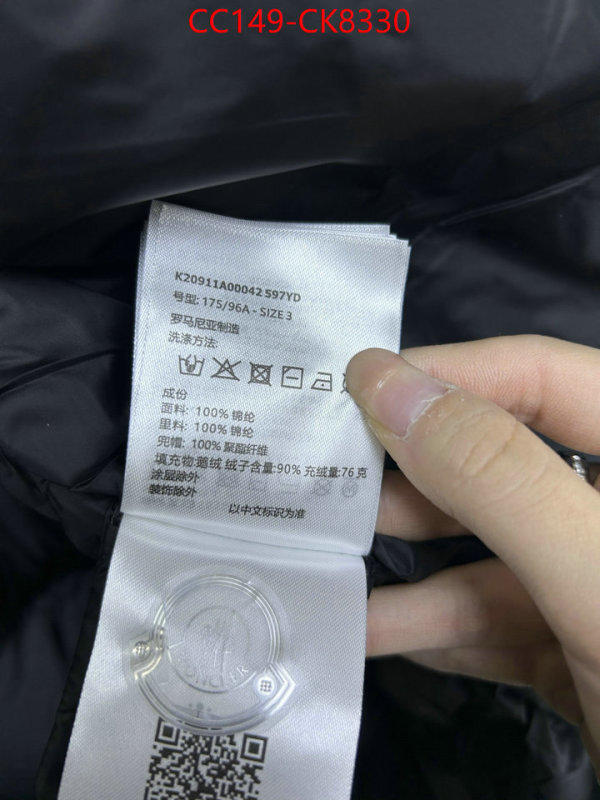 CC149-CK8330
K20911A00042 597YD
号型: 175/96A - SIZE 3
罗马尼亚制造
洗涤方法:
成份
面料: 100% 锦纶
里料: 100% 锦纶
兜帽: 100% 聚酯纤维
填充物:鹅绒 绒子含量:90% 充绒量:76 克
涂层除外
装饰除外
以中文标识为准
MONCLER